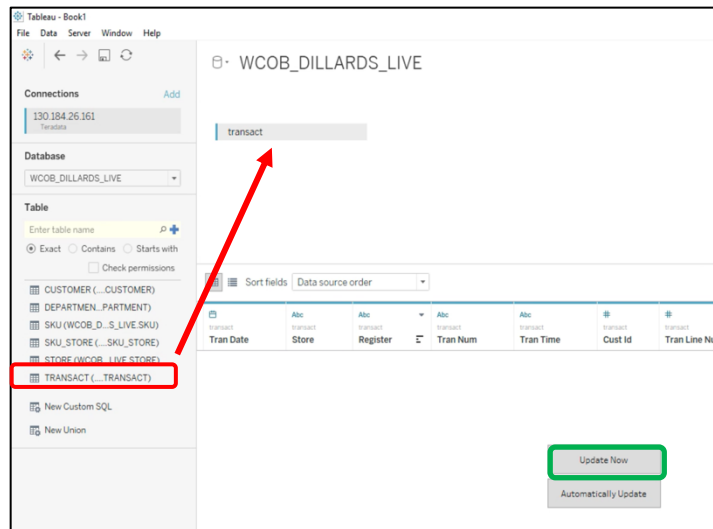 Tableau - Book1
File Data Server Window Help
WCOB_DILLARDS_LIVE
Connections Add
130.184.26.161
Teradata
transact
Database
WCOB_DILLARDS_LIVE
Table
Enter table name
Exact Contains Starts with
Check permissions
CUSTOMER (....CUSTOMER)
DEPARTMEN...PARTMENT)
SKU (WCOB_D...S_LIVE.SKU)
SKU_STORE (....SKU_STORE)
STORE (WCOB...LIVE.STORE)
TRANSACT (....TRANSACT)
New Custom SQL
New Union
Sort fields Data source order
Abc Abc Abc Abc # #
transact transact transact transact transact transact transact
Tran Date Store Register Tran Num Tran Time Cust Id Tran Line Nu
Update Now
Automatically Update